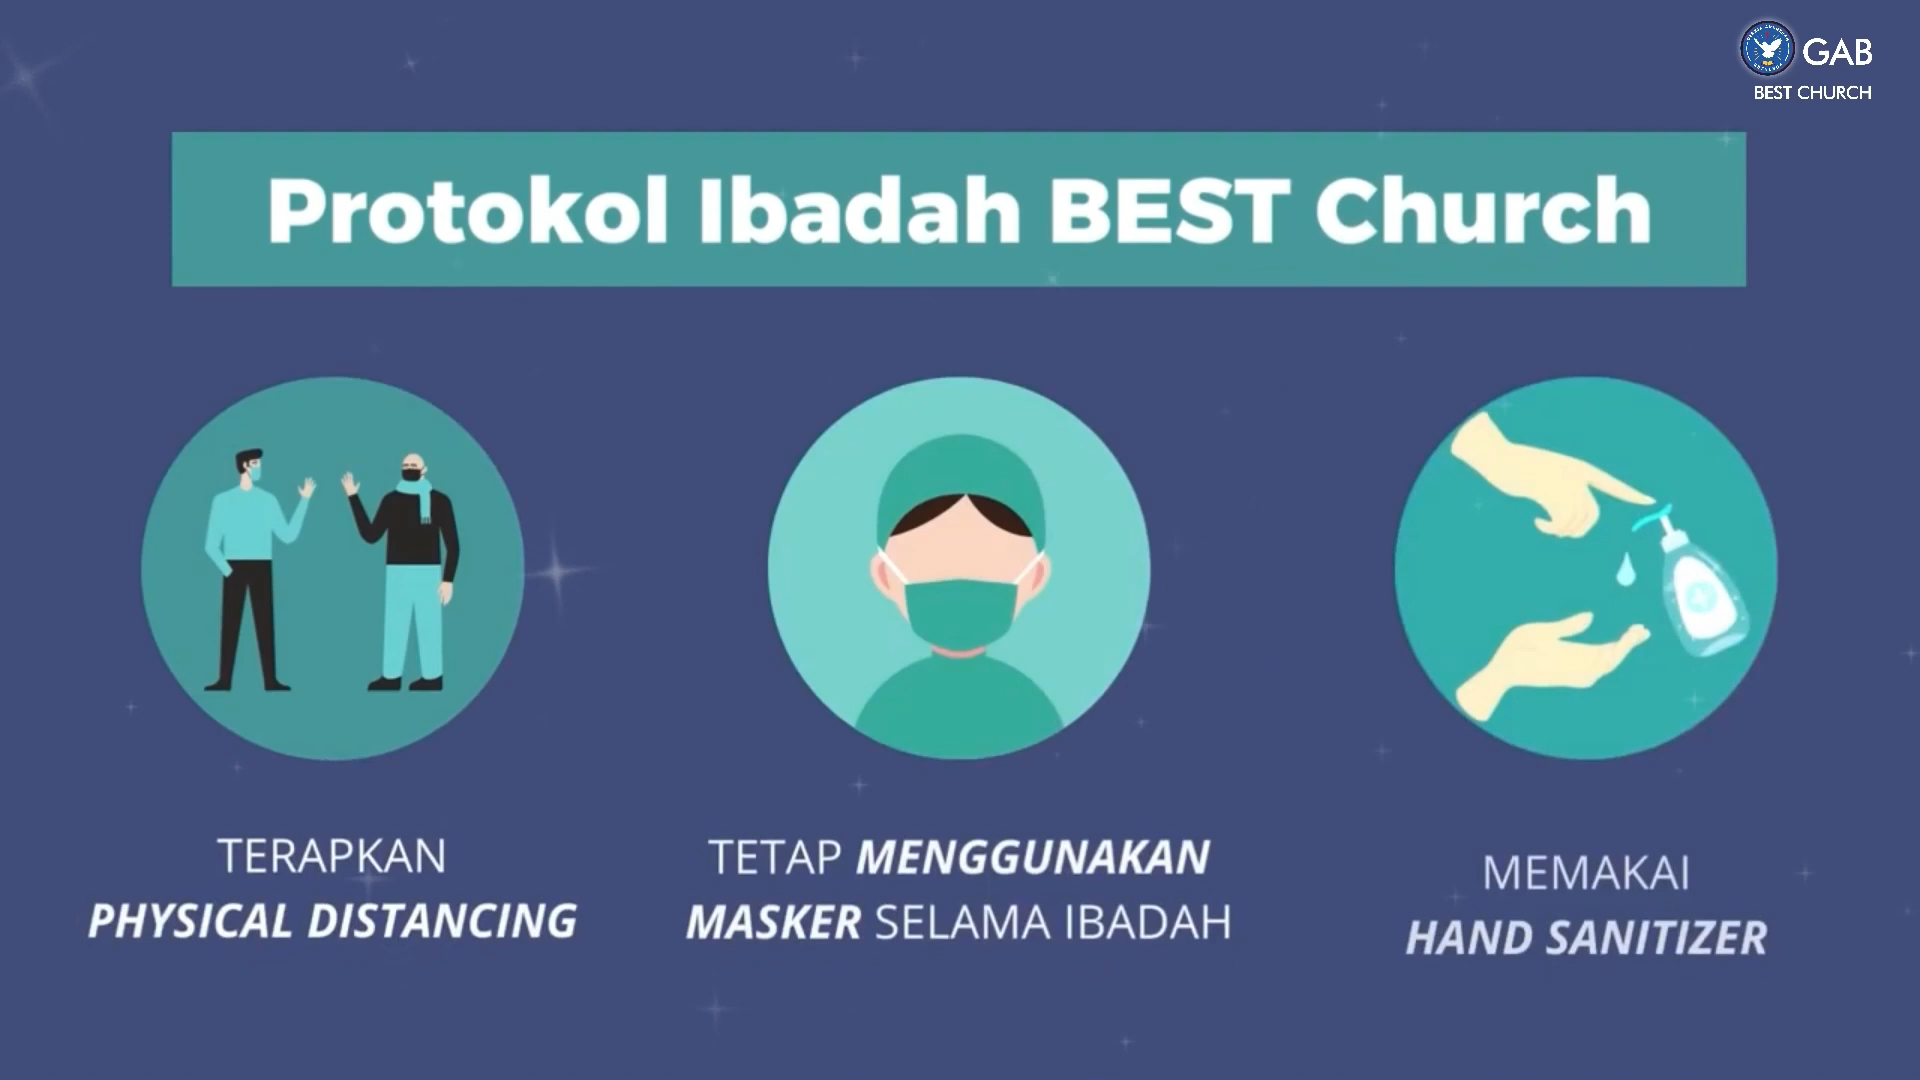 GAB
BEST CHURCH
Protokol Ibadah BEST Church
TERAPKAN
PHYSICAL DISTANCING
TETAP MENGGUNAKAN
MASKER SELAMA IBADAH
MEMAKAI
HAND SANITIZER